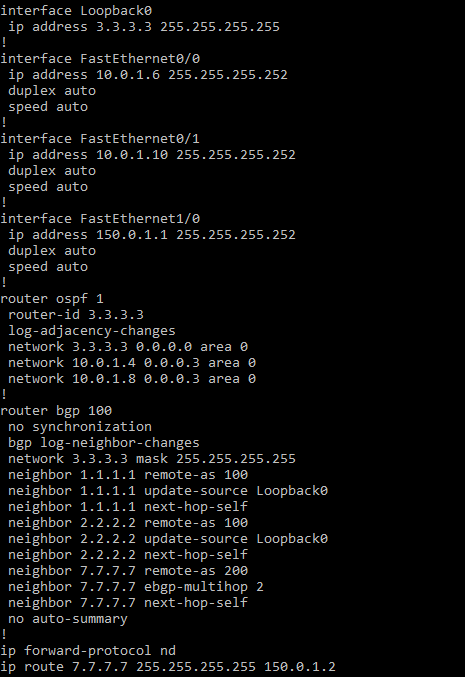 interface Loopback0
 ip address 3.3.3.3 255.255.255.255
!
interface FastEthernet0/0
 ip address 10.0.1.6 255.255.255.252
 duplex auto
 speed auto
!
interface FastEthernet0/1
 ip address 10.0.1.10 255.255.255.252
 duplex auto
 speed auto
!
interface FastEthernet1/0
 ip address 150.0.1.1 255.255.255.252
 duplex auto
 speed auto
!
router ospf 1
 router-id 3.3.3.3
 log-adjacency-changes
 network 3.3.3.3 0.0.0.0 area 0
 network 10.0.1.4 0.0.0.3 area 0
 network 10.0.1.8 0.0.0.3 area 0
!
router bgp 100
 no synchronization
 bgp log-neighbor-changes
 network 3.3.3.3 mask 255.255.255.255
 neighbor 1.1.1.1 remote-as 100
 neighbor 1.1.1.1 update-source Loopback0
 neighbor 1.1.1.1 next-hop-self
 neighbor 2.2.2.2 remote-as 100
 neighbor 2.2.2.2 update-source Loopback0
 neighbor 2.2.2.2 next-hop-self
 neighbor 7.7.7.7 remote-as 200
 neighbor 7.7.7.7 ebgp-multihop 2
 neighbor 7.7.7.7 next-hop-self
 no auto-summary
!
ip forward-protocol nd
ip route 7.7.7.7 255.255.255.255 150.0.1.2